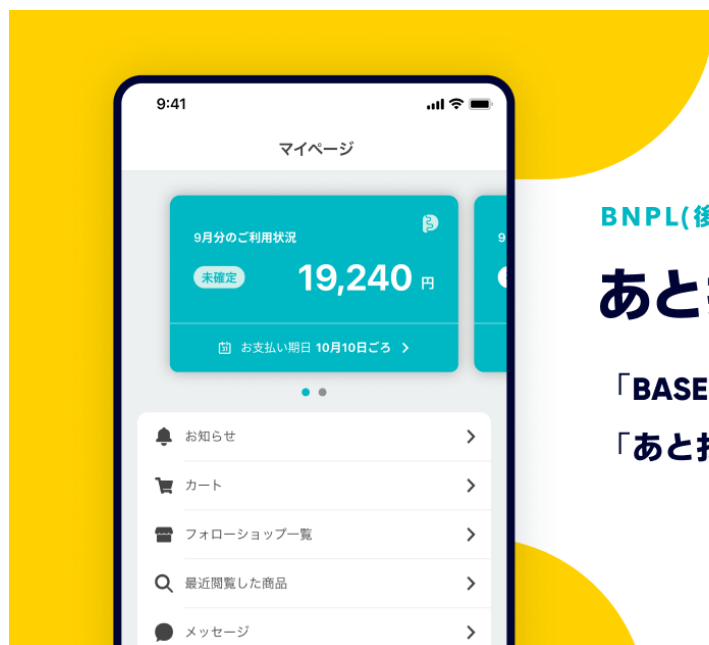 9:41
マイページ
9月分のご利用状況
未確定
19,240 円
お支払い期日 10月10日ごろ
9
お知らせ
カート
フォローショップ一覧
最近閲覧した商品
メッセージ
BNPL(後
あと
「BASE
「あと